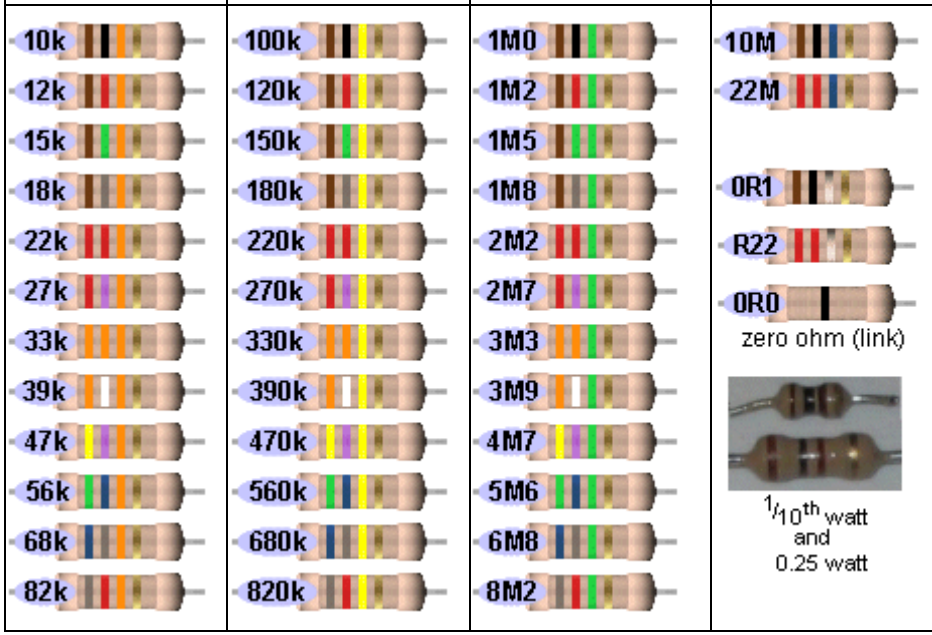 10k
12k
15k
18k
22k
27k
33k
39k
47k
56k
68k
82k
100k
120k
150k
180k
220k
270k
330k
390k
470k
560k
680k
820k
1M0
1M2
1M5
1M8
2M2
2M7
3M3
3M9
4M7
5M6
6M8
8M2
10M
22M
0R1
R22
0R0
zero ohm (link)
1/10th watt
and
0.25 watt